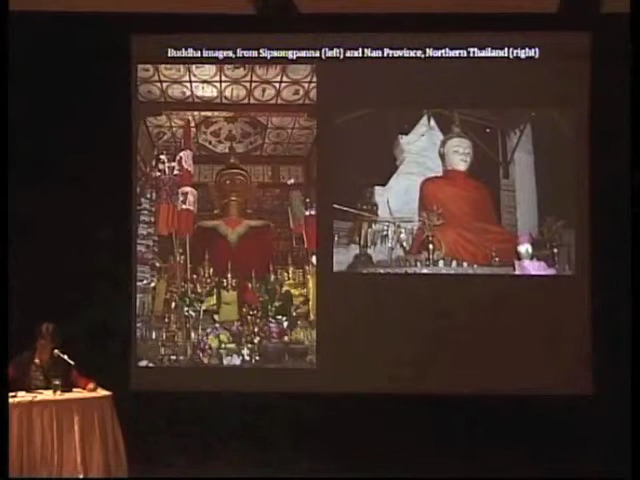 Buddha images, from Sipsongpanna (left) and Nan Province, Northern Thailand (right)